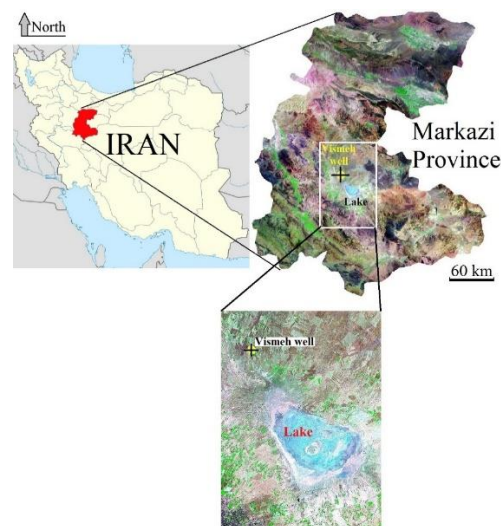 North
IRAN
Markazi
Province
Vismeh
well
Lake
60 km
Vismeh well
Lake